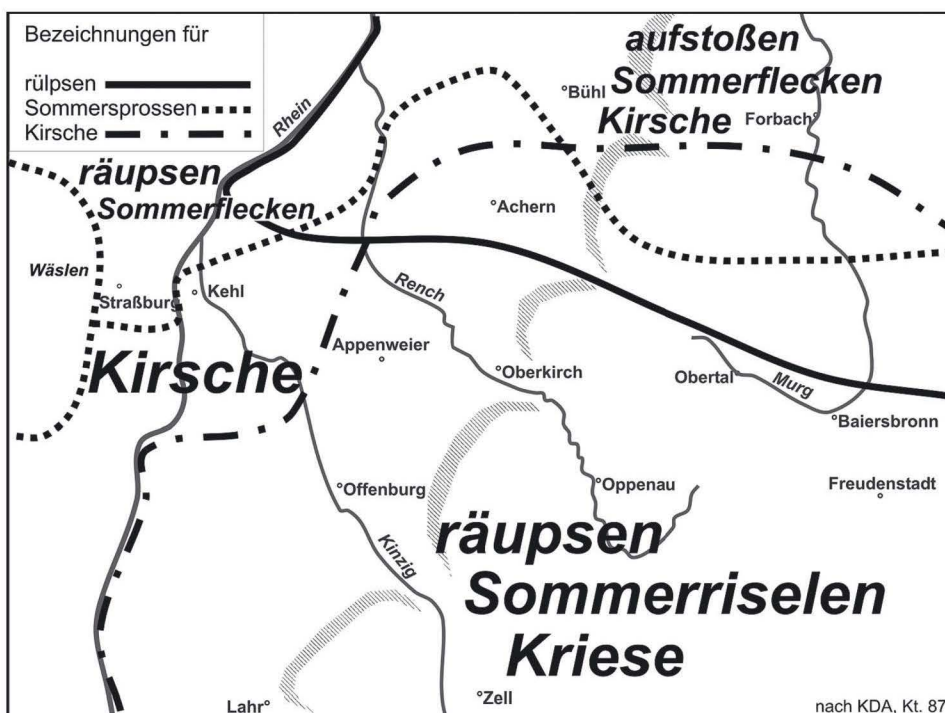 Bezeichnungen für
rülpsen
Sommersprossen
Kirsche
Rhein
aufstoßen
Sommerflecken
Kirsche
°Bühl
Forbach°
räupsen
Sommerflecken
°Achern
Wäslen
Straßburg
Kehl
Rench
Kirsche
Appenweier
°Oberkirch
Obertal°
Murg
°Baiersbronn
°Offenburg
°Oppenau
Freudenstadt
räupsen
Kinzig
Sommerriselen
Kriese
Lahr°
°Zell
nach KDA, Kt. 87